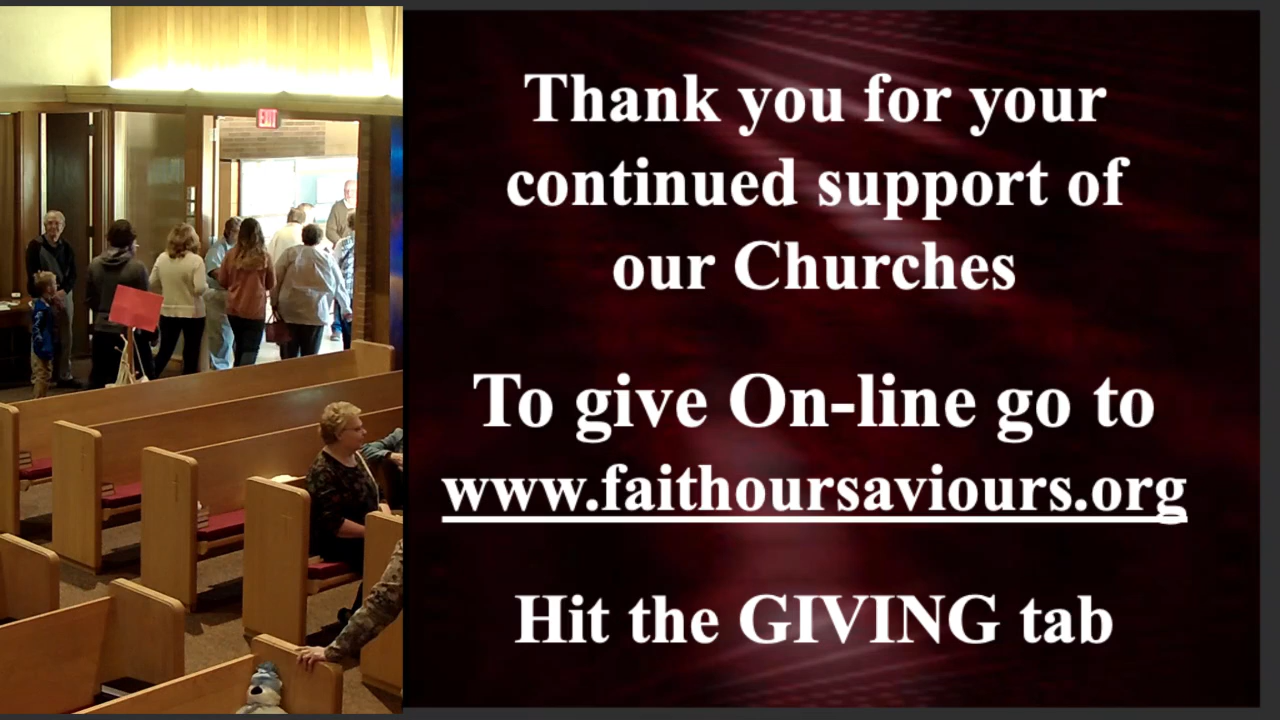 EXIT
Thank you for your
continued support of
our Churches
To give On-line go to
www.faithoursaviours.org
Hit the GIVING tab